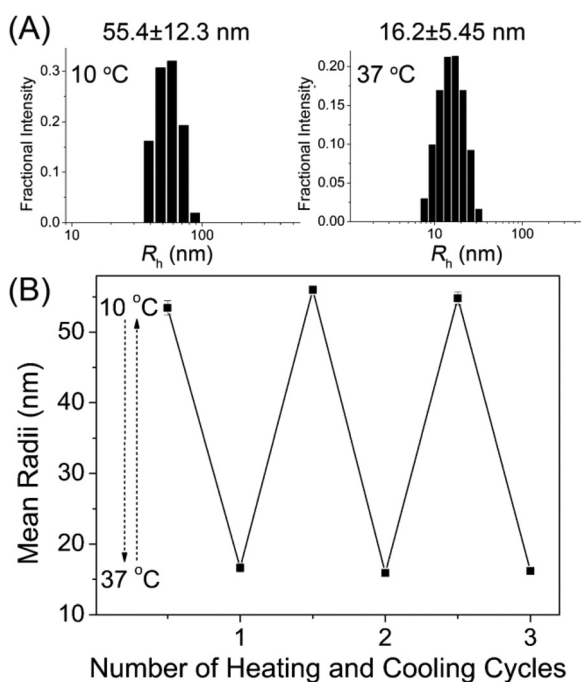 (A)
55.4±12.3 nm
16.2±5.45 nm
10 °C
37 °C
Fractional Intensity
0.3
0.2
0.1
0.0
10
100
Rh (nm)
Fractional Intensity
0.20
0.15
0.10
0.05
0.00
10
100
Rh (nm)
(B)
10 °C
37 °C
Mean Radii (nm)
50
40
30
20
10
1
2
3
Number of Heating and Cooling Cycles